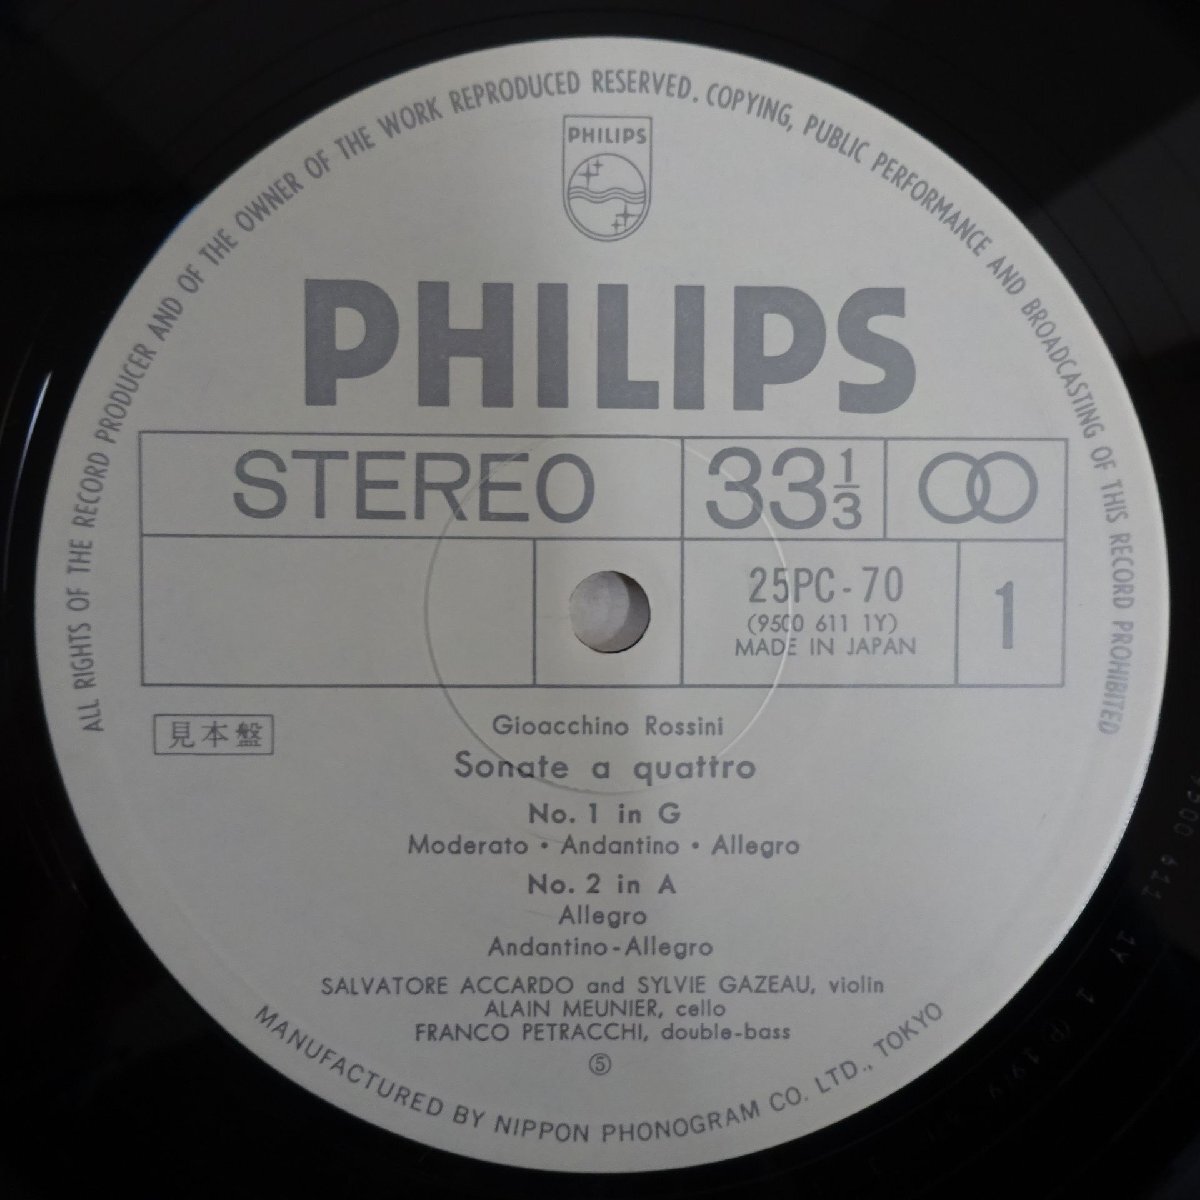 ALL RIGHTS OF THE RECORD PRODUCER AND OF THE OWNER OF THE WORK REPRODUCED RESERVED. COPYING, PUBLIC PERFORMANCE AND BROADCASTING OF THIS RECORD PROHIBITED
PHILIPS
PHILIPS
STEREO 33 1/3
25PC-70
(9500 611 1Y)
MADE IN JAPAN
1
見本盤
Gioacchino Rossini
Sonate a quattro
No. 1 in G
Moderato • Andantino • Allegro
No. 2 in A
Allegro
Andantino-Allegro
SALVATORE ACCARDO and SYLVIE GAZEAU, violin
ALAIN MEUNIER, cello
FRANCO PETRACCHI, double-bass
⑤
MANUFACTURED BY NIPPON PHONOGRAM CO. LTD., TOKYO